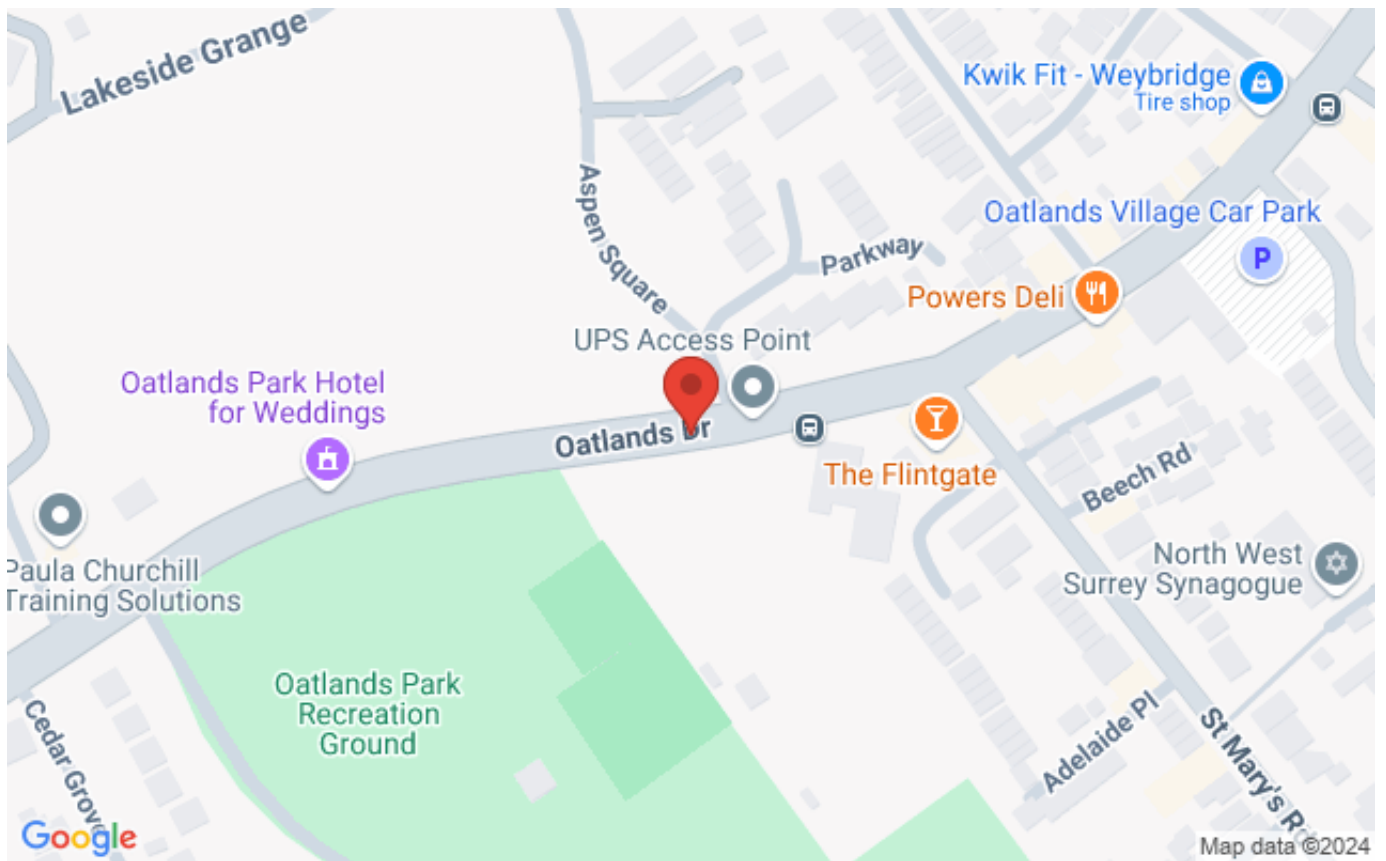 Lakeside Grange
Kwik Fit - Weybridge
Tire shop
Aspen Square
Oatlands Village Car Park
P
Parkway
Powers Deli
UPS Access Point
Oatlands Park Hotel
for Weddings
Oatlands Dr
The Flintgate
Beech Rd
Paula Churchill
Training Solutions
North West
Surrey Synagogue
Oatlands Park
Recreation
Ground
Cedar Grove
Adelaide Pl
St Mary's Rd
Google
Map data ©2024